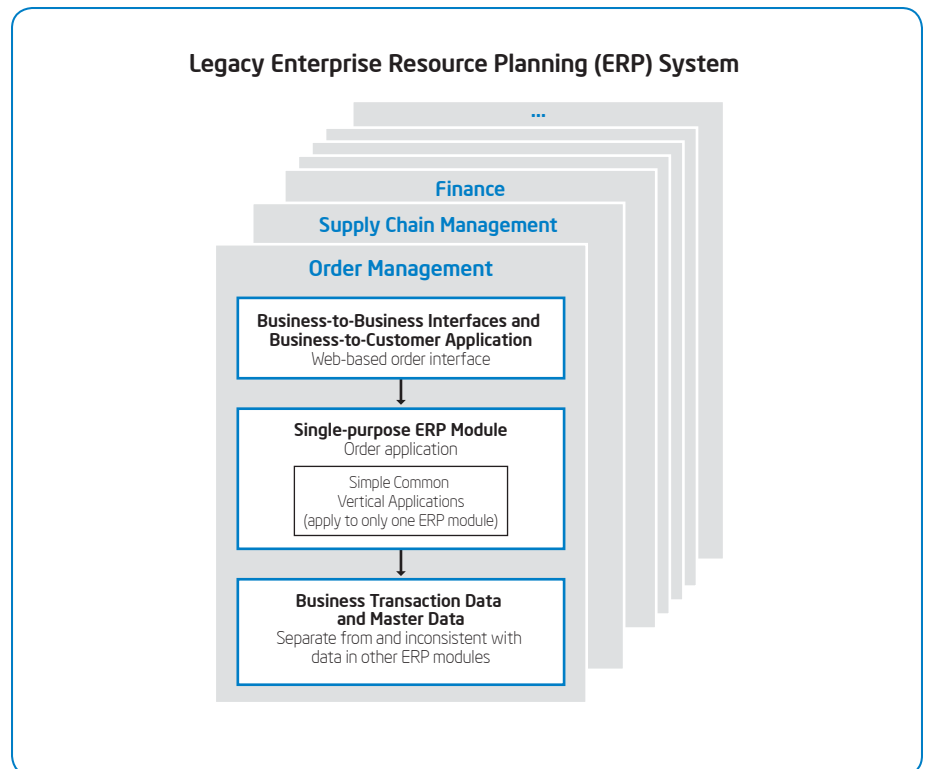 Legacy Enterprise Resource Planning (ERP) System
...
Finance
Supply Chain Management
Order Management
Business-to-Business Interfaces and
Business-to-Customer Application
Web-based order interface
Single-purpose ERP Module
Order application
Simple Common
Vertical Applications
(apply to only one ERP module)
Business Transaction Data
and Master Data
Separate from and inconsistent with
data in other ERP modules